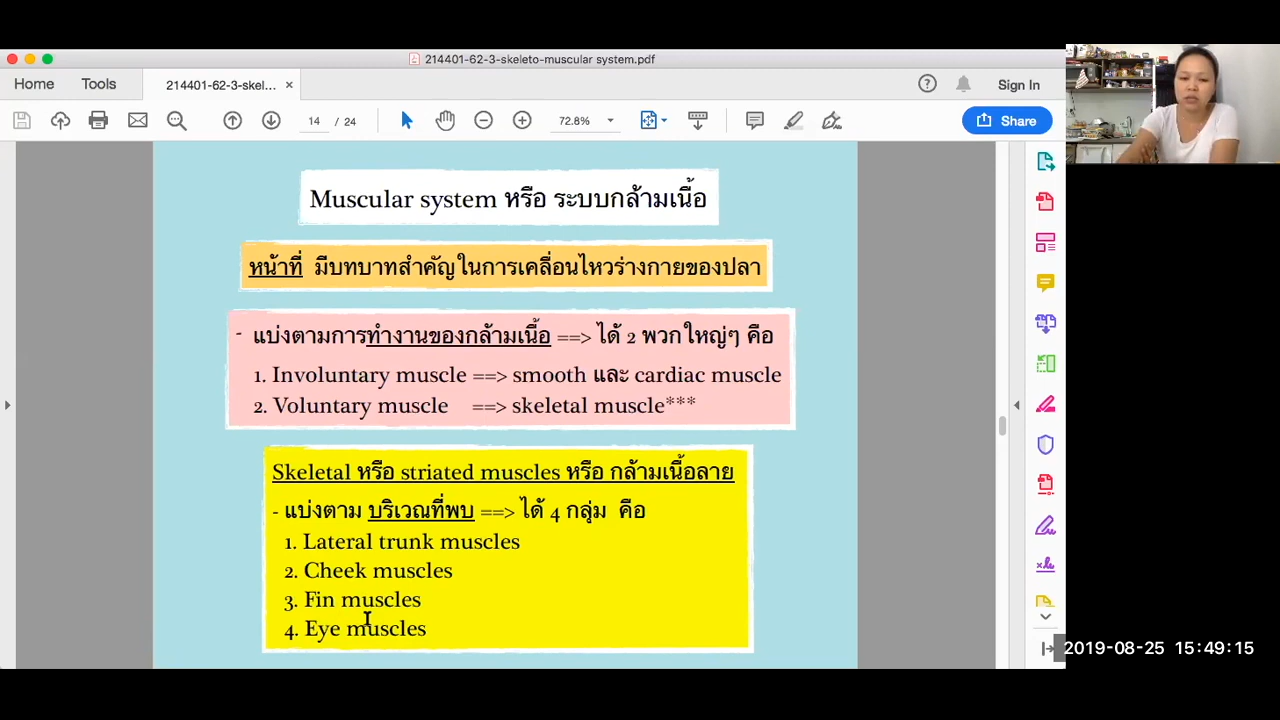 214401-62-3-skeleto-muscular system.pdf
Home
Tools
214401-62-3-skel...
Sign In
14 / 24
72.8%
Share
Muscular system หรือ ระบบกล้ามเนื้อ
หน้าที่ มีบทบาทสำคัญในการเคลื่อนไหวร่างกายของปลา
- แบ่งตามการทำงานของกล้ามเนื้อ ==> ได้ 2 พวกใหญ่ๆ คือ
1. Involuntary muscle ==> smooth และ cardiac muscle
2. Voluntary muscle ==> skeletal muscle***
Skeletal หรือ striated muscles หรือ กล้ามเนื้อลาย
- แบ่งตาม บริเวณที่พบ ==> ได้ 4 กลุ่ม คือ
1. Lateral trunk muscles
2. Cheek muscles
3. Fin muscles
4. Eye muscles
2019-08-25 15:49:15